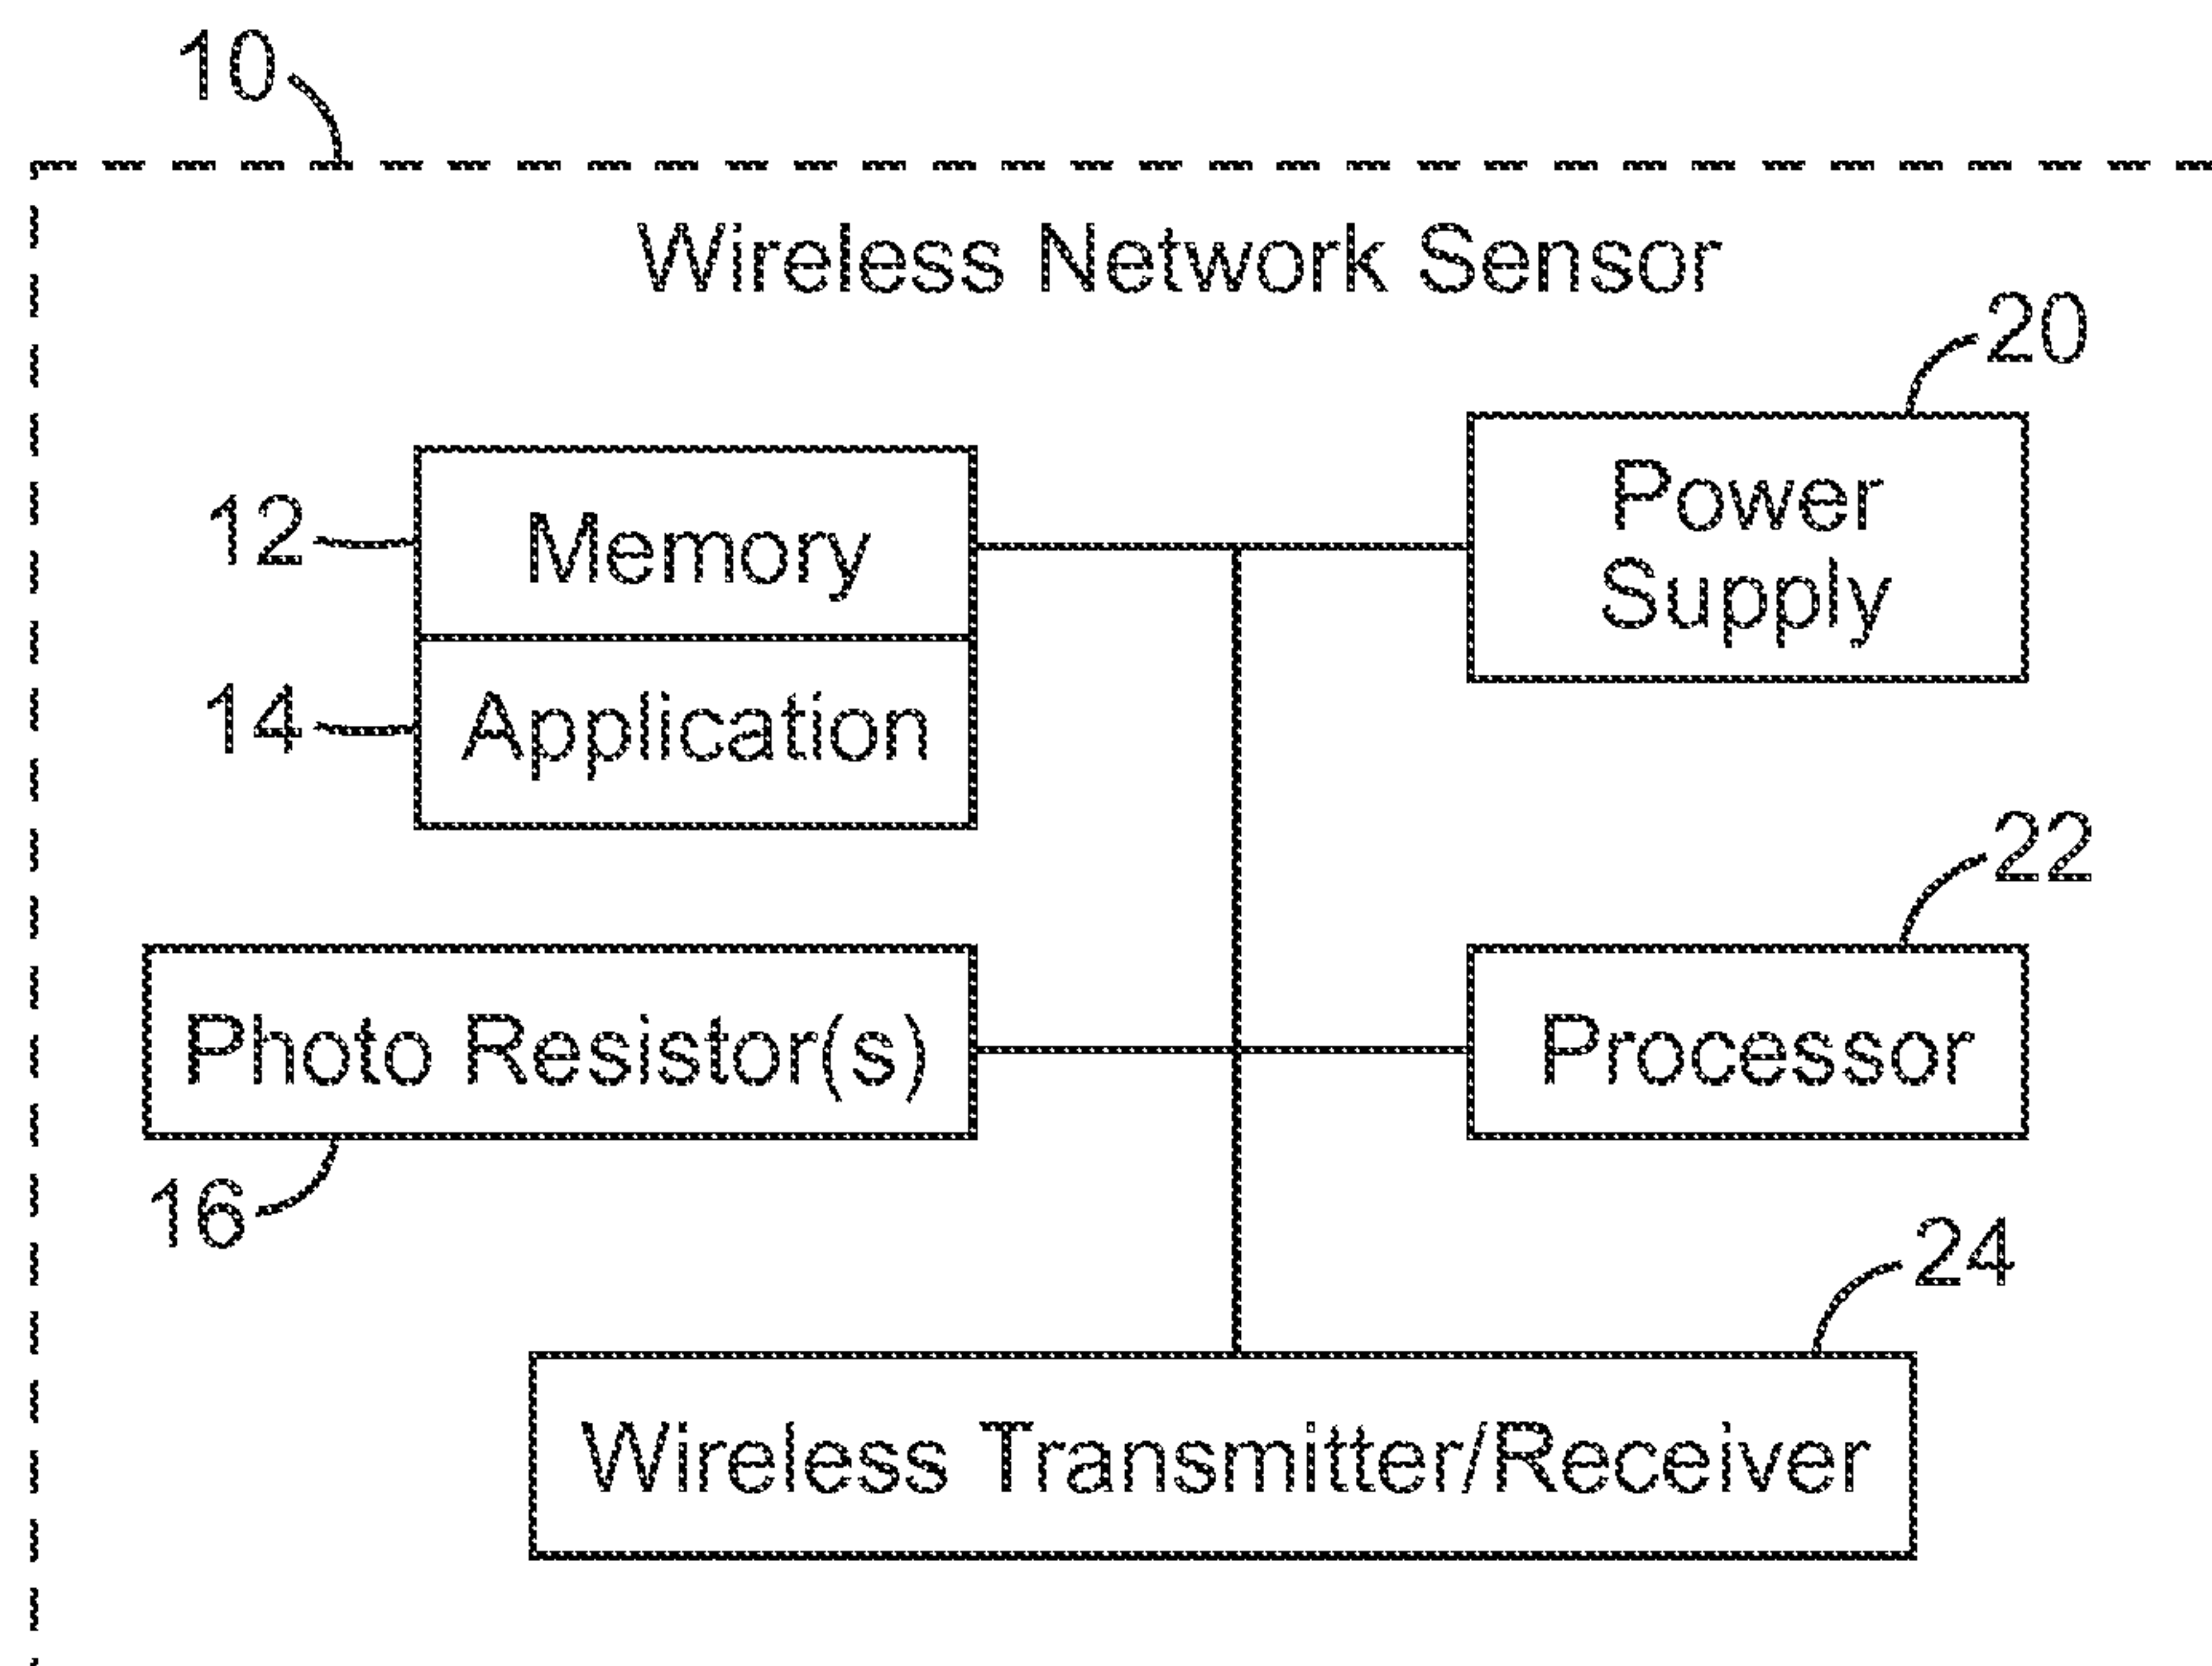 10
Wireless Network Sensor
20
12
Memory
Power
Supply
14
Application
22
Photo Resistor(s)
Processor
16
24
Wireless Transmitter/Receiver